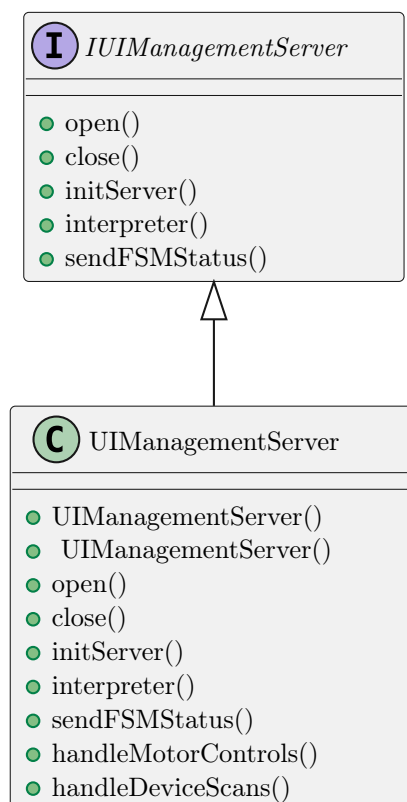 I IUIManagementServer
open()
close()
initServer()
interpreter()
sendFSMStatus()
C UIManagementServer
UIManagementServer()
UIManagementServer()
open()
close()
initServer()
interpreter()
sendFSMStatus()
handleMotorControls()
handleDeviceScans()